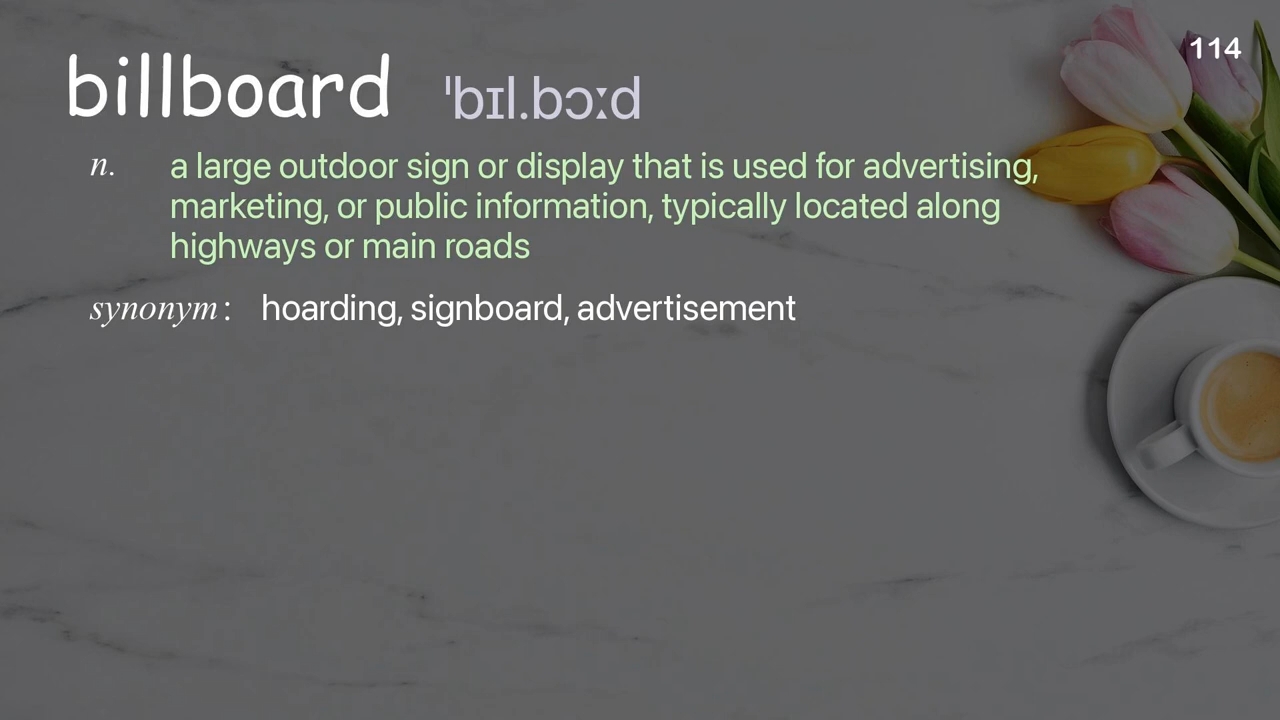 114
billboard ˈbɪl.bɔːd
n. a large outdoor sign or display that is used for advertising,
marketing, or public information, typically located along
highways or main roads
synonym : hoarding, signboard, advertisement